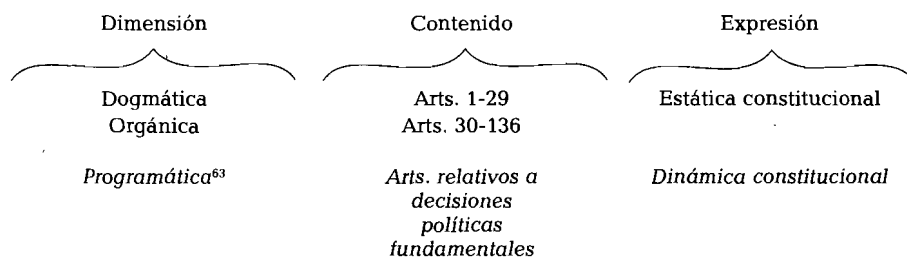 Dimensión Contenido Expresión
Dogmática Arts. 1-29 Estática constitucional
Orgánica Arts. 30-136
Programática⁶³ Arts. relativos a Dinámica constitucional
decisiones
políticas
fundamentales